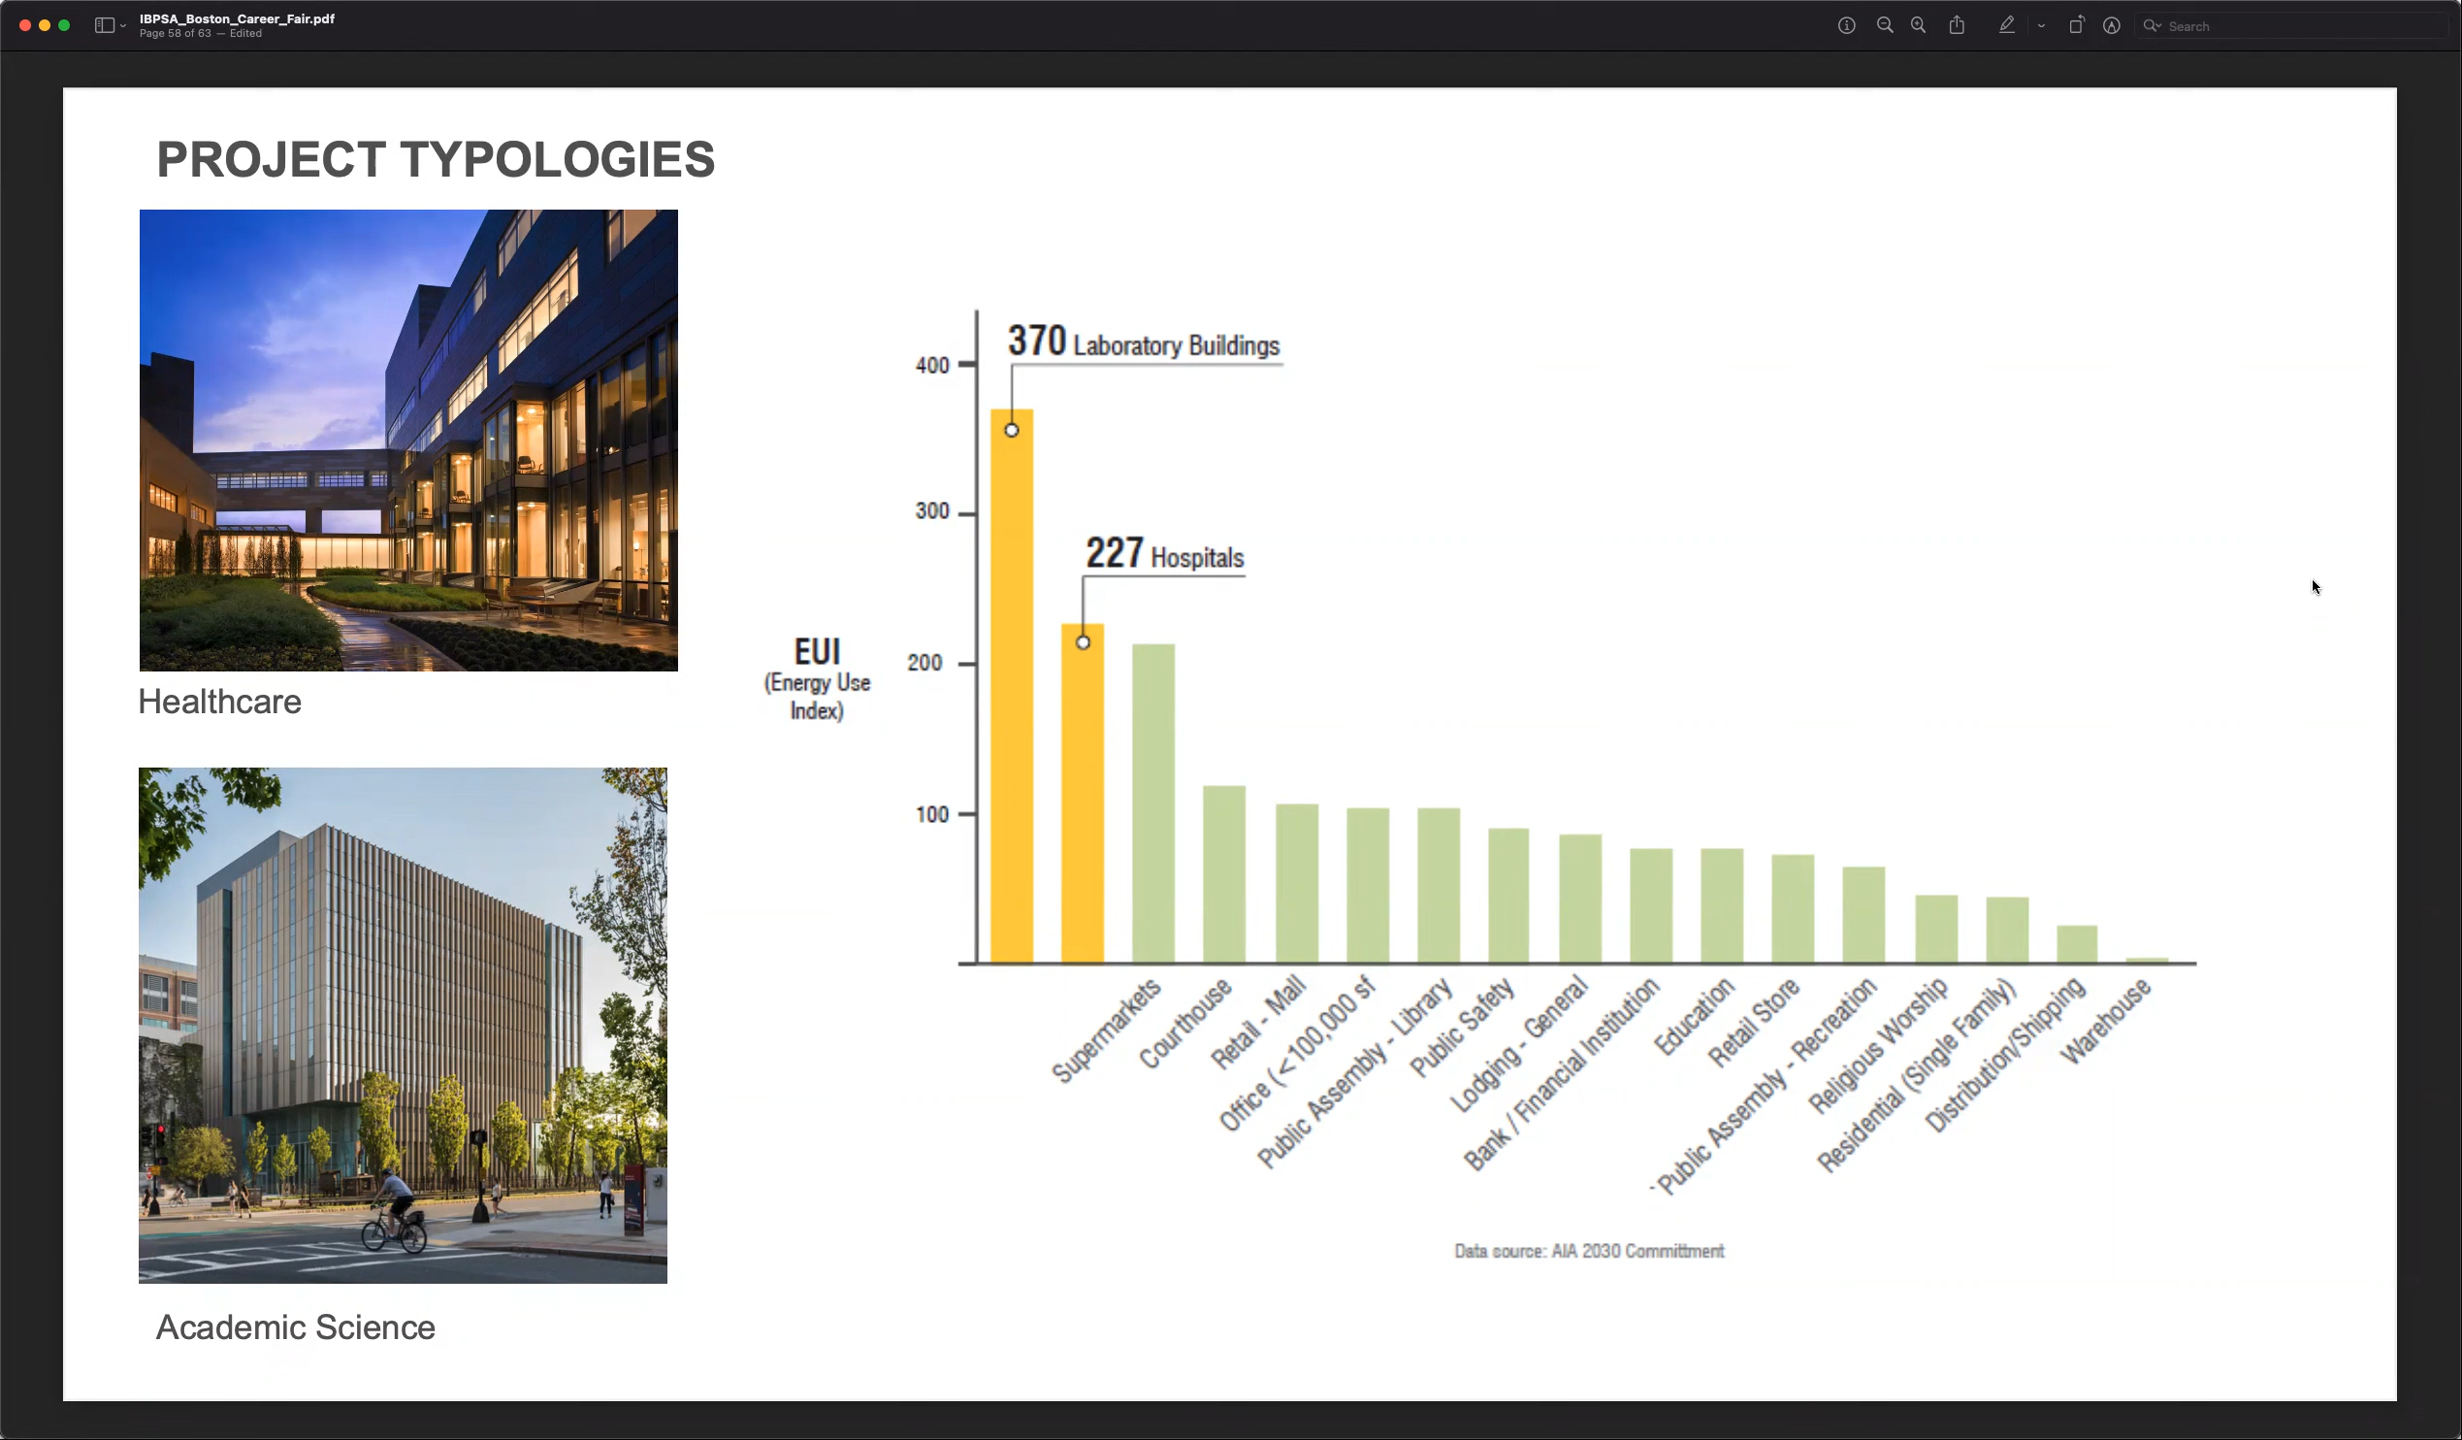 IBPSA_Boston_Career_Fair.pdf
Page 58 of 63 — Edited
Search
PROJECT TYPOLOGIES
Healthcare
Academic Science
370 Laboratory Buildings
227 Hospitals
EUI
(Energy Use
Index)
400
300
200
100
Supermarkets
Courthouse
Retail - Mall
Office (<100,000 sf
Public Assembly - Library
Public Safety
Lodging - General
Bank / Financial Institution
Education
Retail Store
`Public Assembly - Recreation
Religious Worship
Residential (Single Family)
Distribution/Shipping
Warehouse
Data source: AIA 2030 Committment